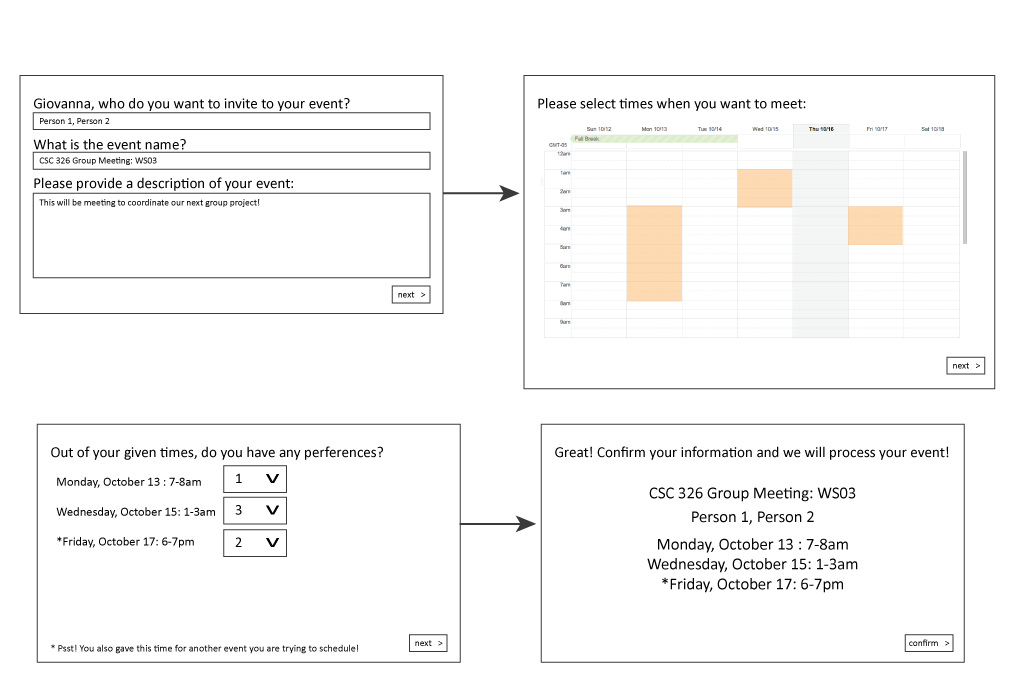 Giovanna, who do you want to invite to your event?
Person 1, Person 2
What is the event name?
CSC 326 Group Meeting: WS03
Please provide a description of your event:
This will be meeting to coordinate our next group project!
next >
Please select times when you want to meet:
Sun 10/12 Mon 10/13 Tue 10/14 Wed 10/15 Thu 10/16 Fri 10/17 Sat 10/18
Fall Break
GMT-05
12am
1am
2am
3am
4am
5am
6am
7am
8am
9am
next >
Out of your given times, do you have any perferences?
Monday, October 13 : 7-8am 1
Wednesday, October 15: 1-3am 3
*Friday, October 17: 6-7pm 2
* Psst! You also gave this time for another event you are trying to schedule!
next >
Great! Confirm your information and we will process your event!
CSC 326 Group Meeting: WS03
Person 1, Person 2
Monday, October 13 : 7-8am
Wednesday, October 15: 1-3am
*Friday, October 17: 6-7pm
confirm >